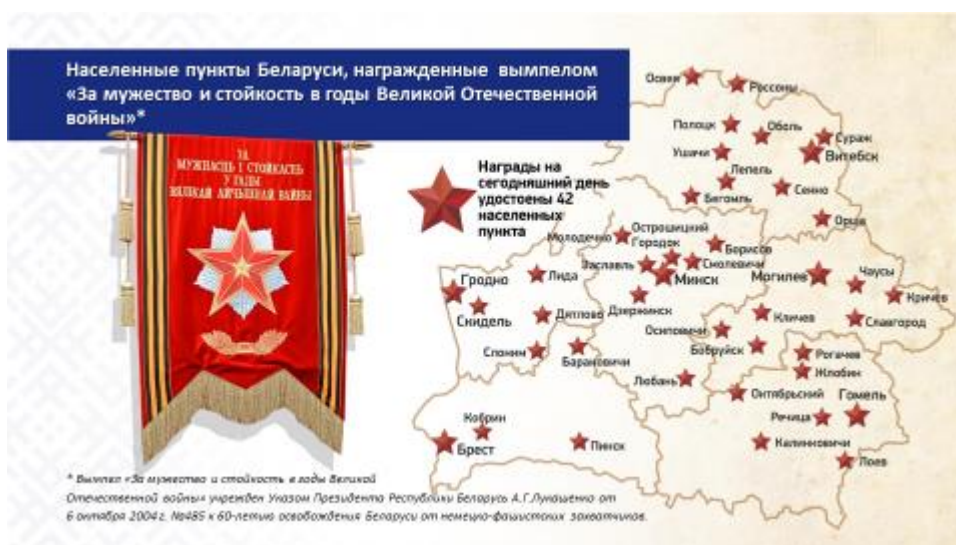 Населенные пункты Беларуси, награжденные вымпелом
«За мужество и стойкость в годы Великой Отечественной
войны»*
ЗА
МУЖНАСЦЬ І СТОЙКАСЦЬ
У ГАДЫ
ВЯЛІКАЙ АЙЧЫННАЙ ВАЙНЫ
Награды на
сегодняшний день
удостоены 42
населенных
пункта
Освея
Россоны
Полоцк
Оболь
Сураж
Ушачи
Витебск
Лепель
Сенно
Бегомль
Орша
Молодечно
Острошицкий
Городок
Борисов
Заславль
Смолевичи
Минск
Могилев
Чаусы
Кричев
Гродно
Лида
Скидель
Дятлово
Дзержинск
Кличев
Славгород
Осиповичи
Слоним
Барановичи
Бобруйск
Рогачев
Жлобин
Любань
Октябрьский
Гомель
Речица
Кобрин
Брест
Пинск
Калинковичи
Лоев
* Вымпел «За мужество и стойкость в годы Великой
Отечественной войны» учрежден Указом Президента Республики Беларусь А.Г.Лукашенко от
6 октября 2004 г. №485 к 60-летию освобождения Беларуси от немецко-фашистских захватчиков.